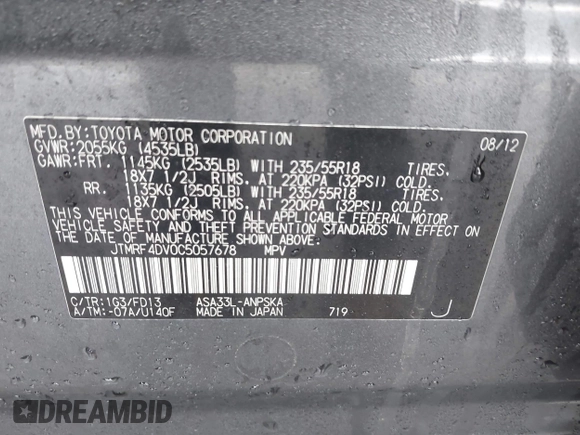 MFD.BY:TOYOTA MOTOR CORPORATION 08/12
GVWR:2055KG (4535LB)
GAWR:FRT. 1145KG (2535LB) WITH 235/55R18 TIRES,
18X7 1/2J RIMS, AT 220KPA (32PSI) COLD.
RR. 1135KG (2505LB) WITH 235/55R18 TIRES,
18X7 1/2J RIMS, AT 220KPA (32PSI) COLD.
THIS VEHICLE CONFORMS TO ALL APPLICABLE FEDERAL MOTOR
VEHICLE SAFETY AND THEFT PREVENTION STANDARDS IN EFFECT
ON THE DATE OF MANUFACTURE SHOWN ABOVE.
JTMRF4DV0C5057678 MPV
C/TR:1G3/FD13 ASA33L-ANPSKA
A/TM:-07A/U140F MADE IN JAPAN 719 J
DREAMBID